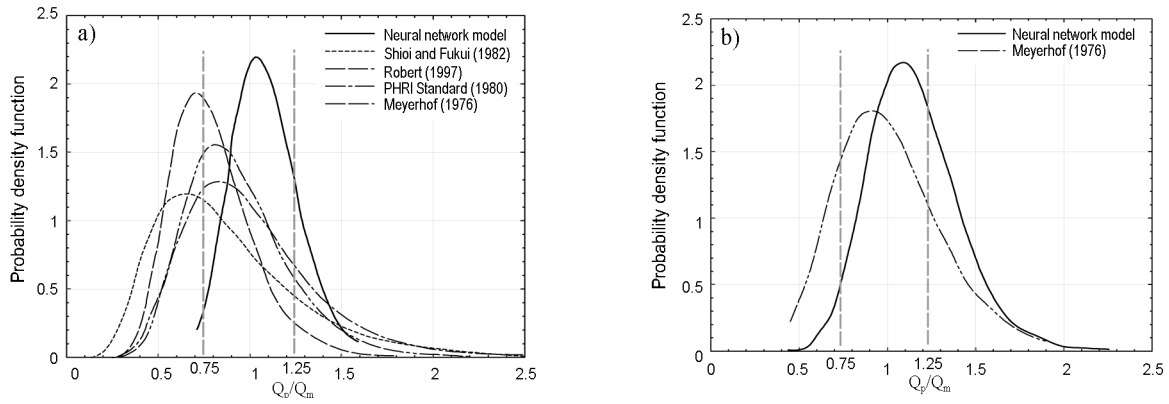 a)
Probability density function
2.5
2
1.5
1
0.5
0
Neural network model
Shioi and Fukui (1982)
Robert (1997)
PHRI Standard (1980)
Meyerhof (1976)
0 0.5 0.75 1 1.25 1.5 2 2.5
Qp/Qm
b)
Probability density function
2.5
2
1.5
1
0.5
0
Neural network model
Meyerhof (1976)
0 0.5 0.75 1 1.25 1.5 2 2.5
Qp/Qm